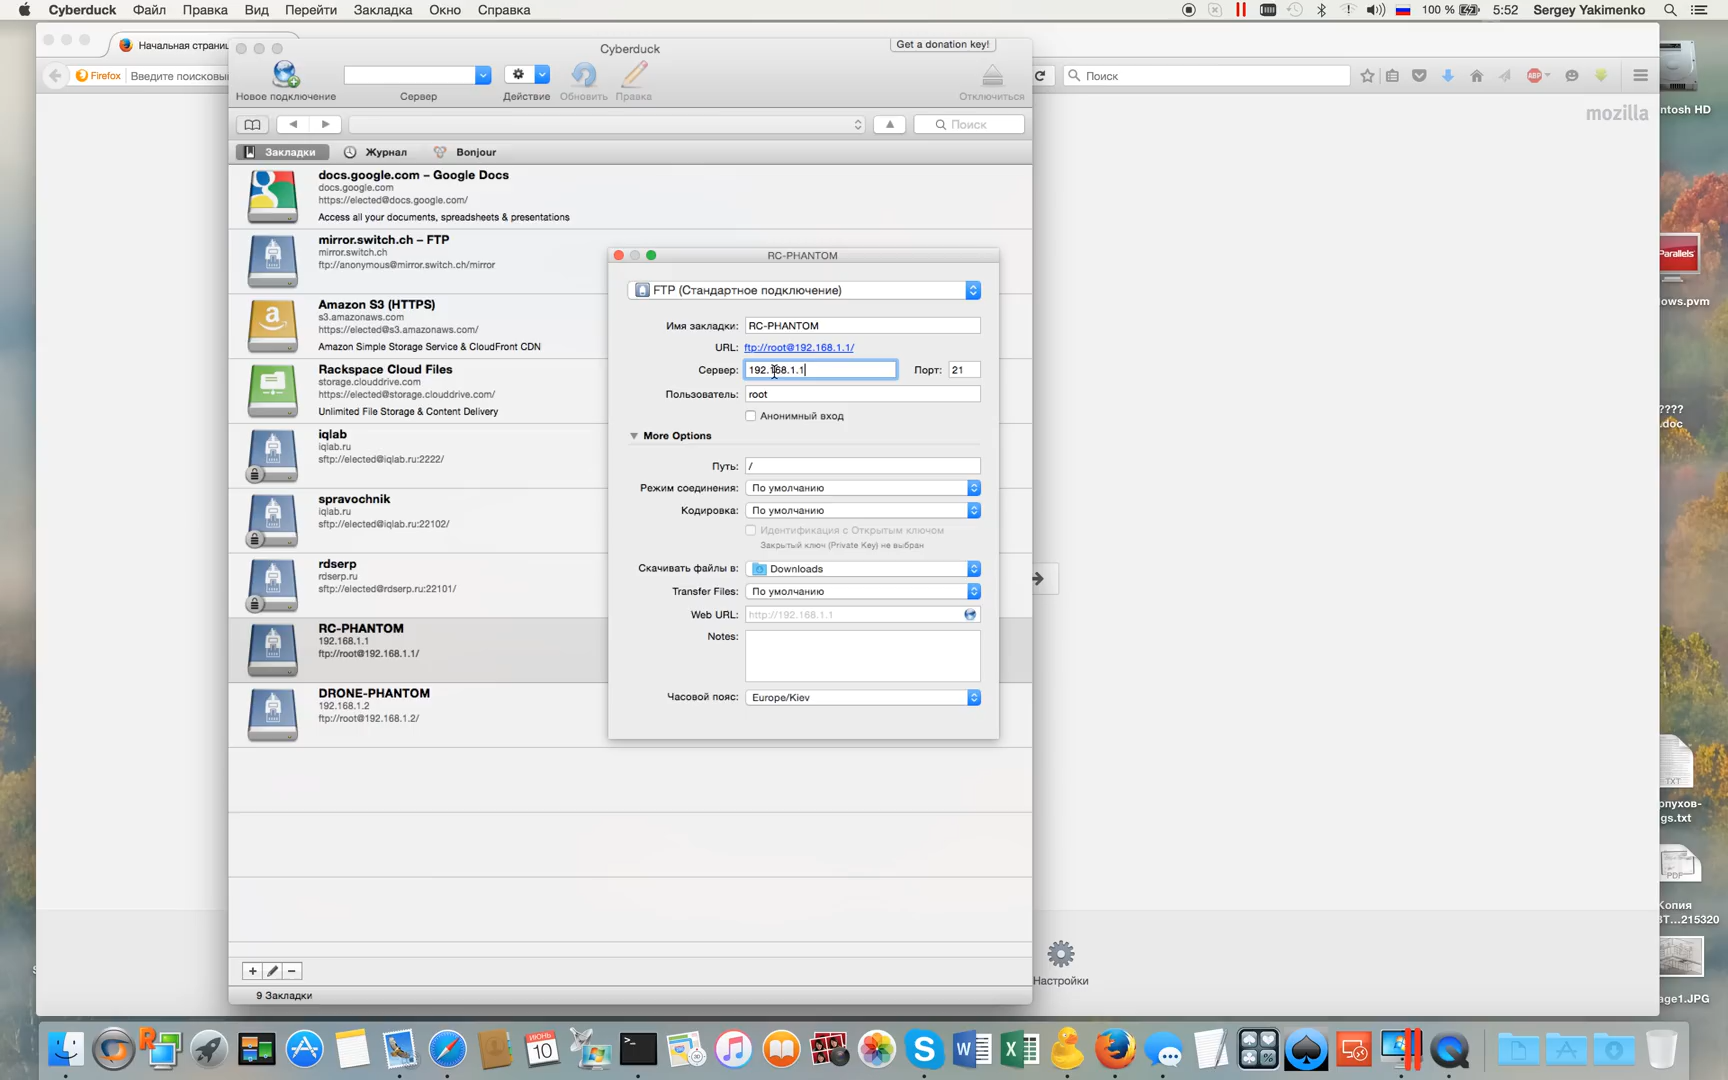 Cyberduck Файл Правка Вид Перейти Закладка Окно Справка 100 % 5:52 Sergey Yakimenko
Начальная страниц
Cyberduck
Get a donation key!
Firefox Введите поисковы
Поиск
ABP
Новое подключение Сервер Действие Обновить Правка Отключиться
ntosh HD
mozilla
Поиск
Закладки Журнал Bonjour
docs.google.com – Google Docs
docs.google.com
https://elected@docs.google.com/
Access all your documents, spreadsheets & presentations
mirror.switch.ch – FTP
mirror.switch.ch
ftp://anonymous@mirror.switch.ch/mirror
Amazon S3 (HTTPS)
s3.amazonaws.com
https://elected@s3.amazonaws.com/
Amazon Simple Storage Service & CloudFront CDN
Rackspace Cloud Files
storage.clouddrive.com
https://elected@storage.clouddrive.com/
Unlimited File Storage & Content Delivery
iqlab
iqlab.ru
sftp://elected@iqlab.ru:2222/
spravochnik
iqlab.ru
sftp://elected@iqlab.ru:22102/
rdserp
rdserp.ru
sftp://elected@rdserp.ru:22101/
RC-PHANTOM
192.168.1.1
ftp://root@192.168.1.1/
DRONE-PHANTOM
192.168.1.2
ftp://root@192.168.1.2/
9 Закладки
RC-PHANTOM
FTP (Стандартное подключение)
Имя закладки: RC-PHANTOM
URL: ftp://root@192.168.1.1/
Сервер: 192.168.1.1 Порт: 21
Пользователь: root
Анонимный вход
More Options
Путь: /
Режим соединения: По умолчанию
Кодировка: По умолчанию
Идентификация с Открытым ключом
Закрытый ключ (Private Key) не выбран
Скачивать файлы в: Downloads
Transfer Files: По умолчанию
Web URL: http://192.168.1.1
Notes:
Часовой пояс: Europe/Kiev
Parallels
ows.pvm
????
.doc
TXT
опухов-
gs.txt
PDF
Копия
ВТ...215320
age1.JPG
Настройки
ИЮНЬ
10